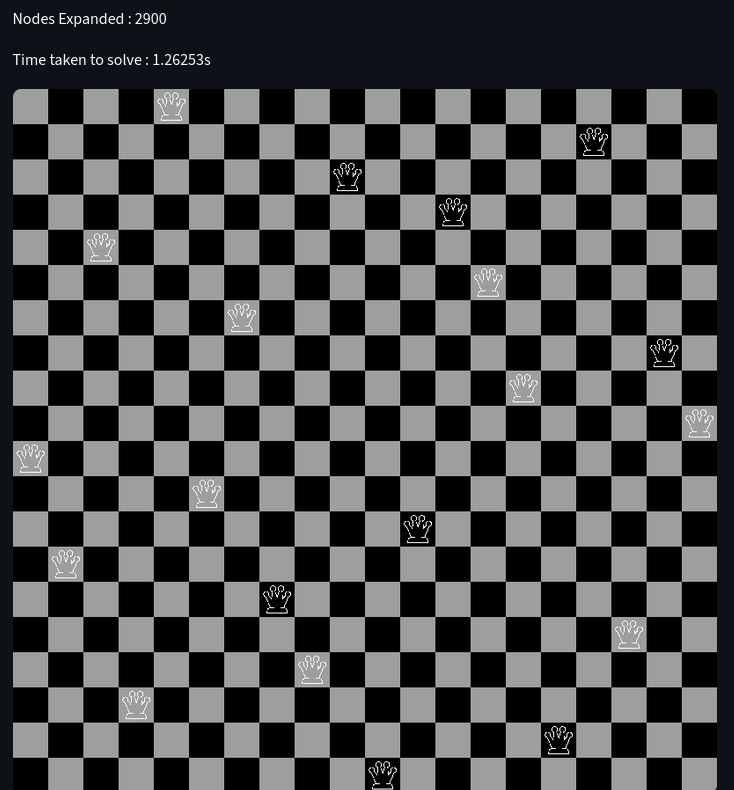 Nodes Expanded : 2900
Time taken to solve : 1.26253s